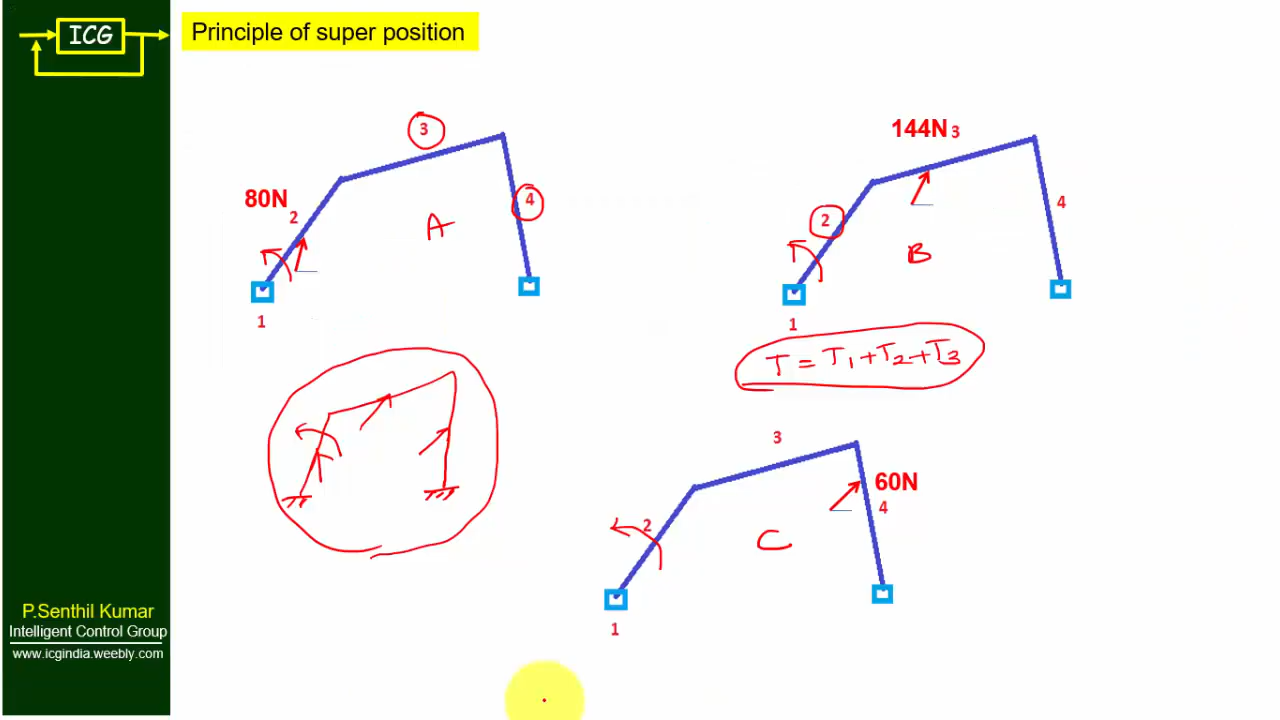 ICG
Principle of super position
3
80N
2
4
A
1
144N 3
2
4
B
1
T = T1 + T2 + T3
3
2
60N
4
C
1
P.Senthil Kumar
Intelligent Control Group
www.icgindia.weebly.com